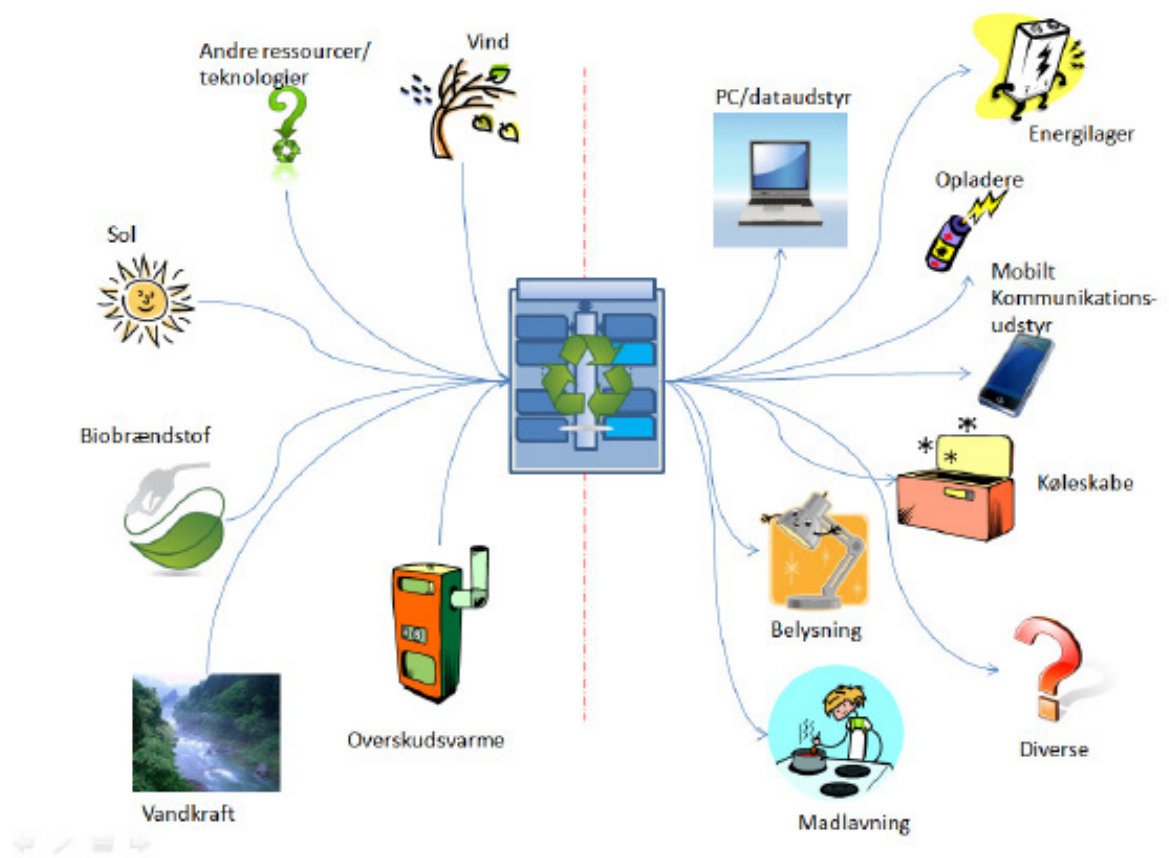 Andre ressourcer/
teknologier
Vind
Sol
Biobrændstof
Vandkraft
Overskudsvarme
PC/dataudstyr
Energilager
Opladere
Mobilt
Kommunikations-
udstyr
Køleskabe
Belysning
Diverse
Madlavning